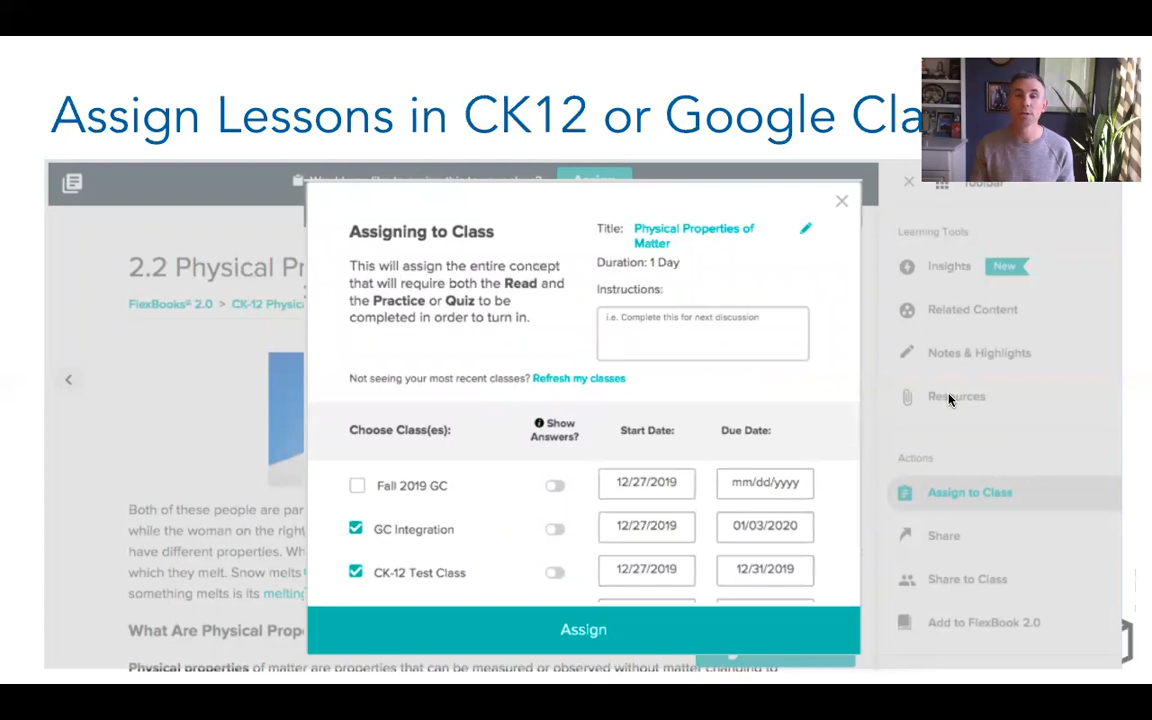 Assign Lessons in CK12 or Google Cla
Assigning to Class
This will assign the entire concept
that will require both the Read and
the Practice or Quiz to be
completed in order to turn in.
Title: Physical Properties of
Matter
Duration: 1 Day
Instructions:
i.e. Complete this for next discussion
Not seeing your most recent classes? Refresh my classes
Choose Class(es):
Show
Answers?
Start Date:
Due Date:
Fall 2019 GC
12/27/2019
mm/dd/yyyy
GC Integration
12/27/2019
01/03/2020
CK-12 Test Class
12/27/2019
12/31/2019
Assign
2.2 Physical Pr
FlexBooks® 2.0 > CK-12 Physic
Both of these people are par
while the woman on the right
have different properties. Wh
which they melt. Snow melts
something melts is its melting
What Are Physical Prop
Physical properties of matter are properties that can be measured or observed without matter changing to
Toolbar
Learning Tools
Insights New
Related Content
Notes & Highlights
Resources
Actions
Assign to Class
Share
Share to Class
Add to FlexBook 2.0